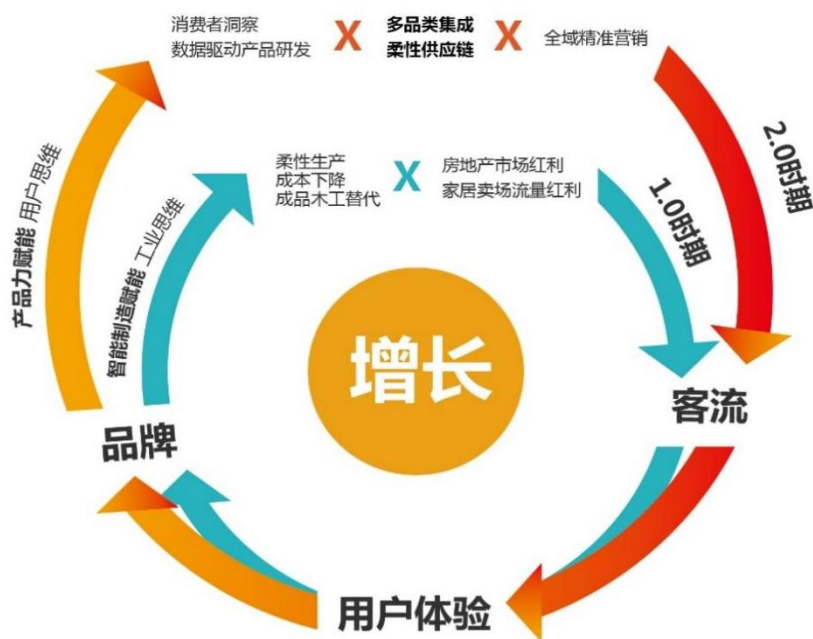 消费者洞察
数据驱动产品研发
X
多品类集成
柔性供应链
X
全域精准营销
产品力赋能 用户思维
智能制造赋能 工业思维
柔性生产
成本下降
成品木工替代
X
房地产市场红利
家居卖场流量红利
1.0时期
2.0时期
增长
品牌
客流
用户体验